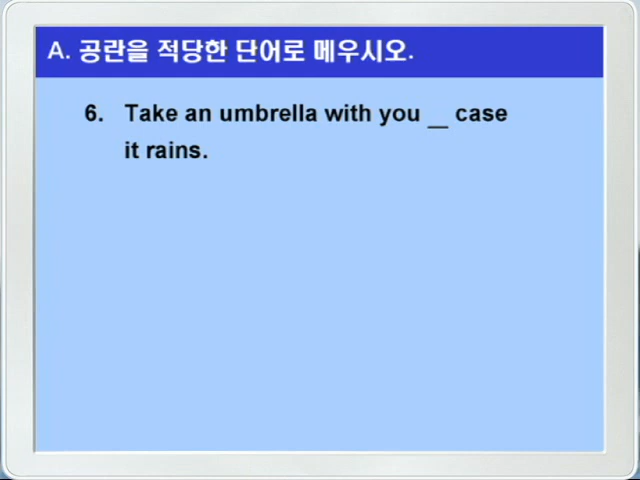 A. 공란을 적당한 단어로 메우시오.
6. Take an umbrella with you __ case
it rains.